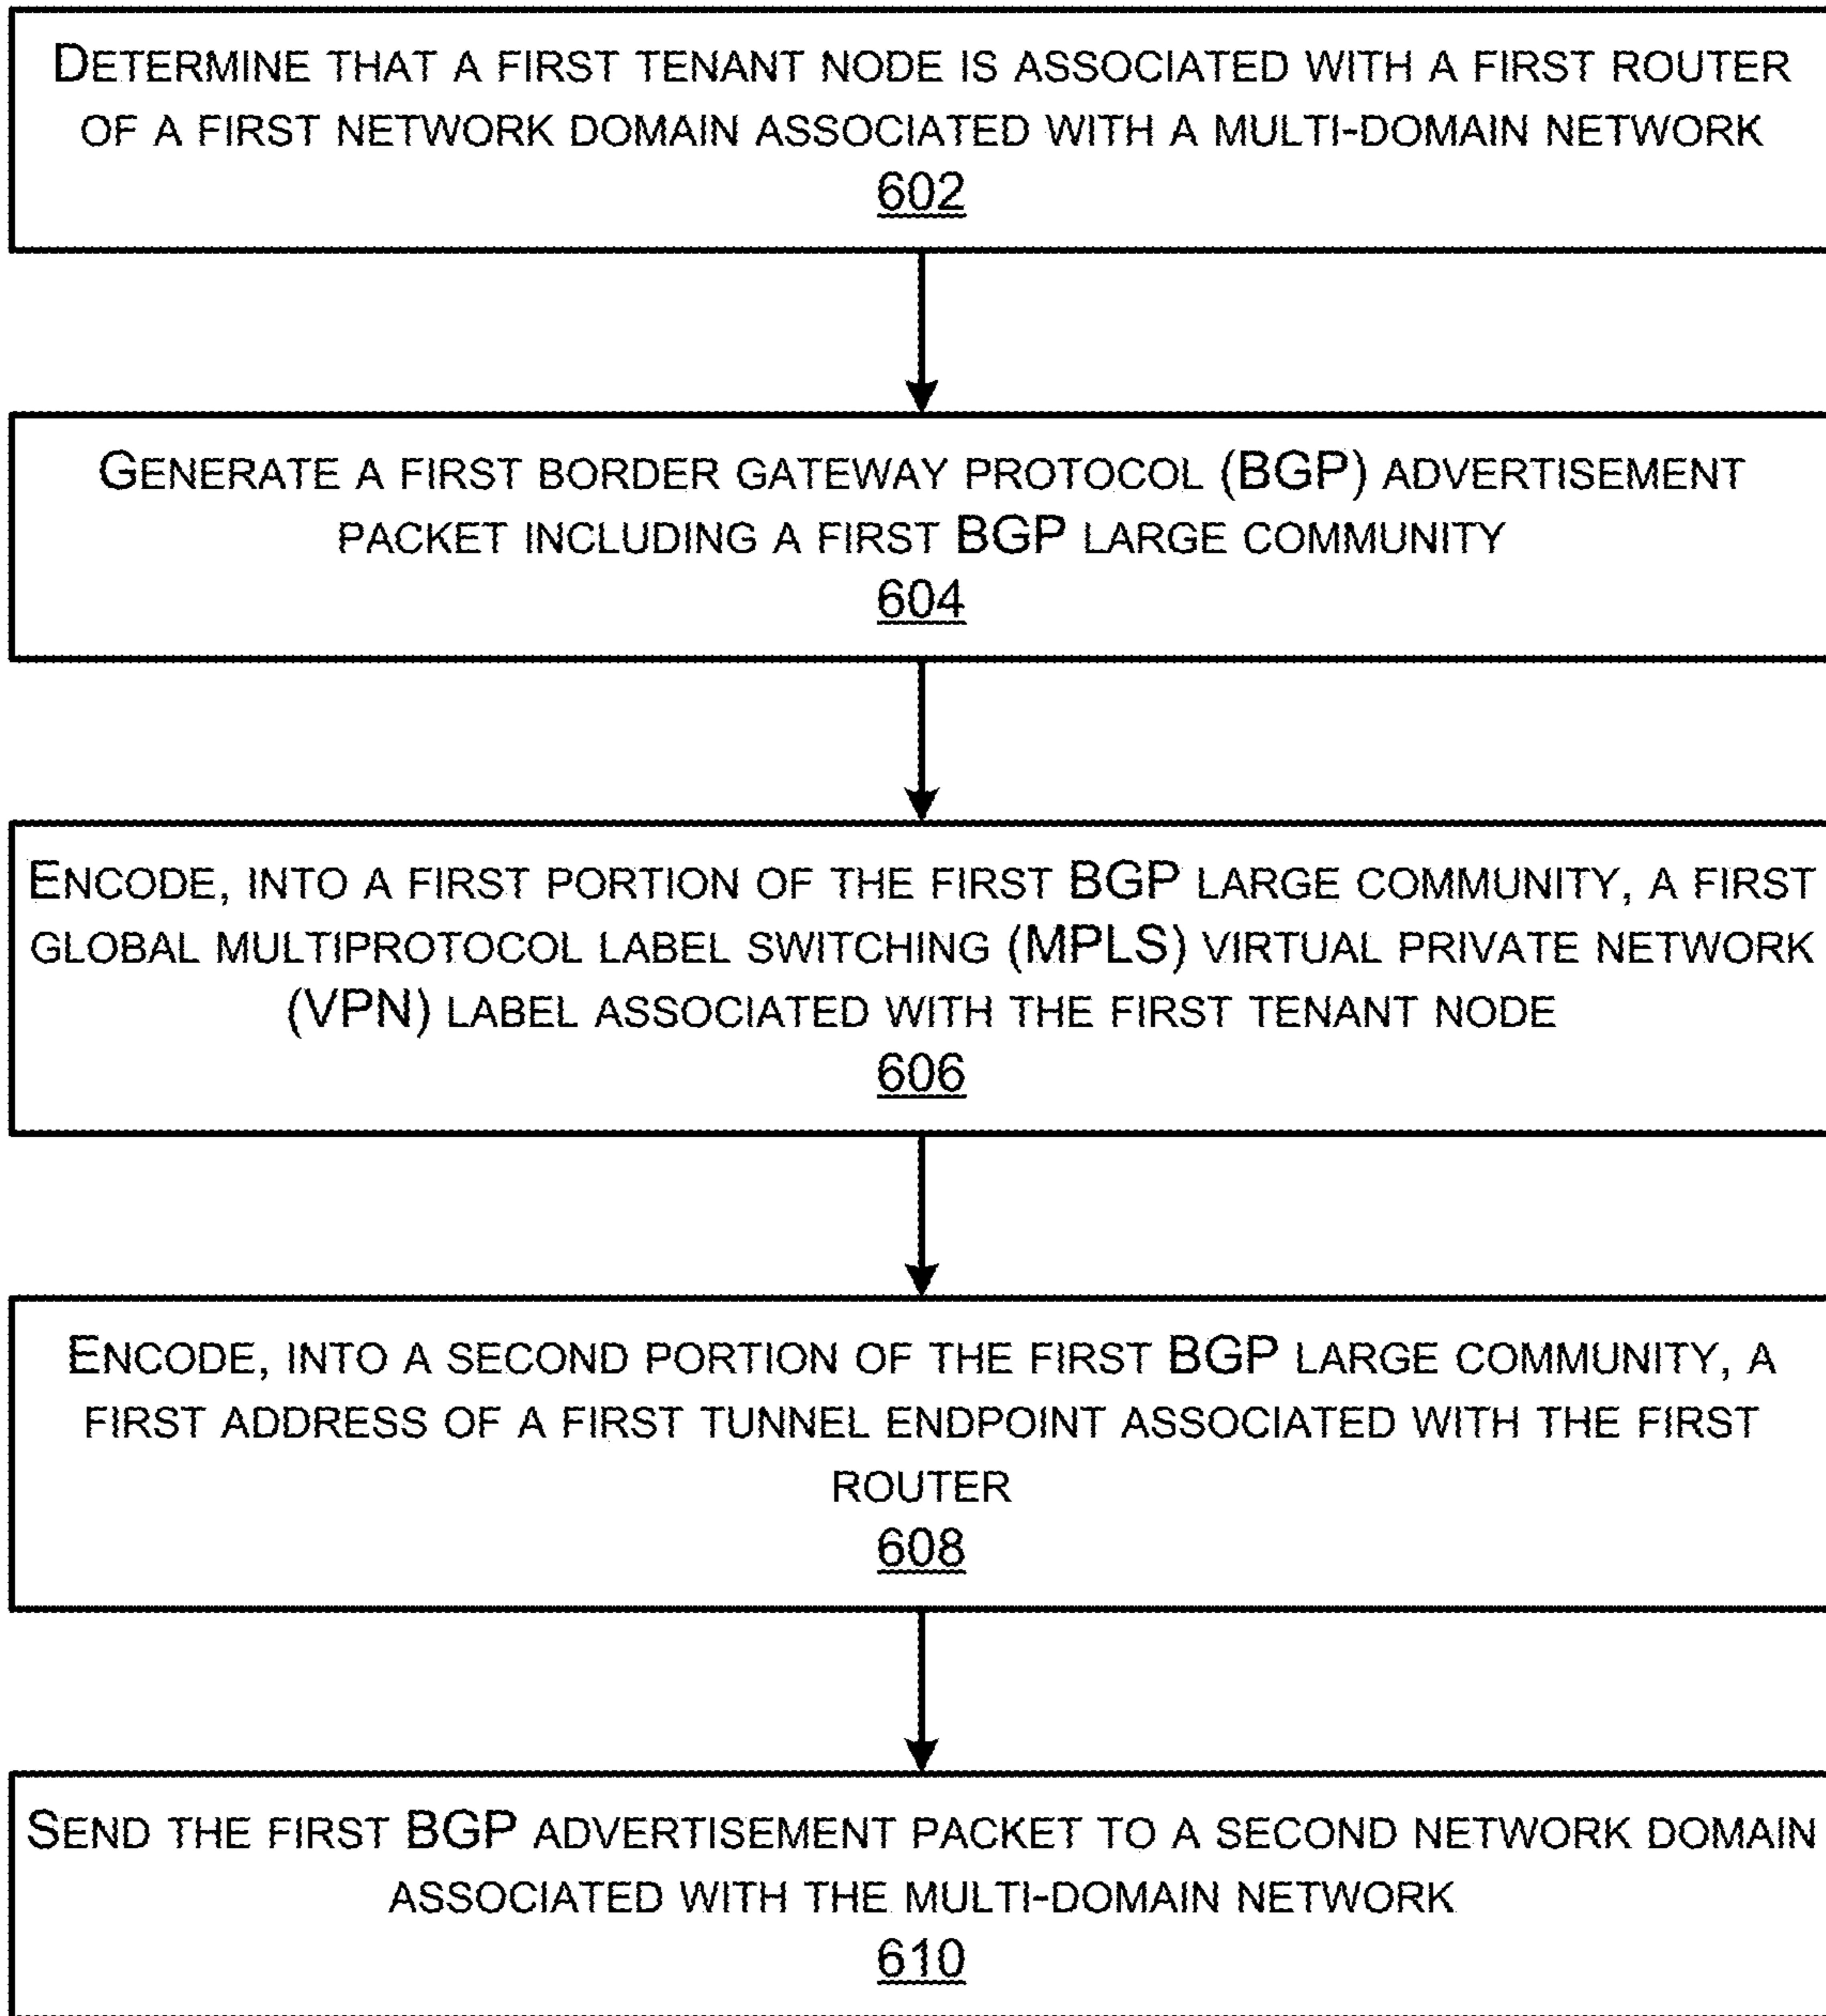 DETERMINE THAT A FIRST TENANT NODE IS ASSOCIATED WITH A FIRST ROUTER
OF A FIRST NETWORK DOMAIN ASSOCIATED WITH A MULTI-DOMAIN NETWORK
602
GENERATE A FIRST BORDER GATEWAY PROTOCOL (BGP) ADVERTISEMENT
PACKET INCLUDING A FIRST BGP LARGE COMMUNITY
604
ENCODE, INTO A FIRST PORTION OF THE FIRST BGP LARGE COMMUNITY, A FIRST
GLOBAL MULTIPROTOCOL LABEL SWITCHING (MPLS) VIRTUAL PRIVATE NETWORK
(VPN) LABEL ASSOCIATED WITH THE FIRST TENANT NODE
606
ENCODE, INTO A SECOND PORTION OF THE FIRST BGP LARGE COMMUNITY, A
FIRST ADDRESS OF A FIRST TUNNEL ENDPOINT ASSOCIATED WITH THE FIRST
ROUTER
608
SEND THE FIRST BGP ADVERTISEMENT PACKET TO A SECOND NETWORK DOMAIN
ASSOCIATED WITH THE MULTI-DOMAIN NETWORK
610